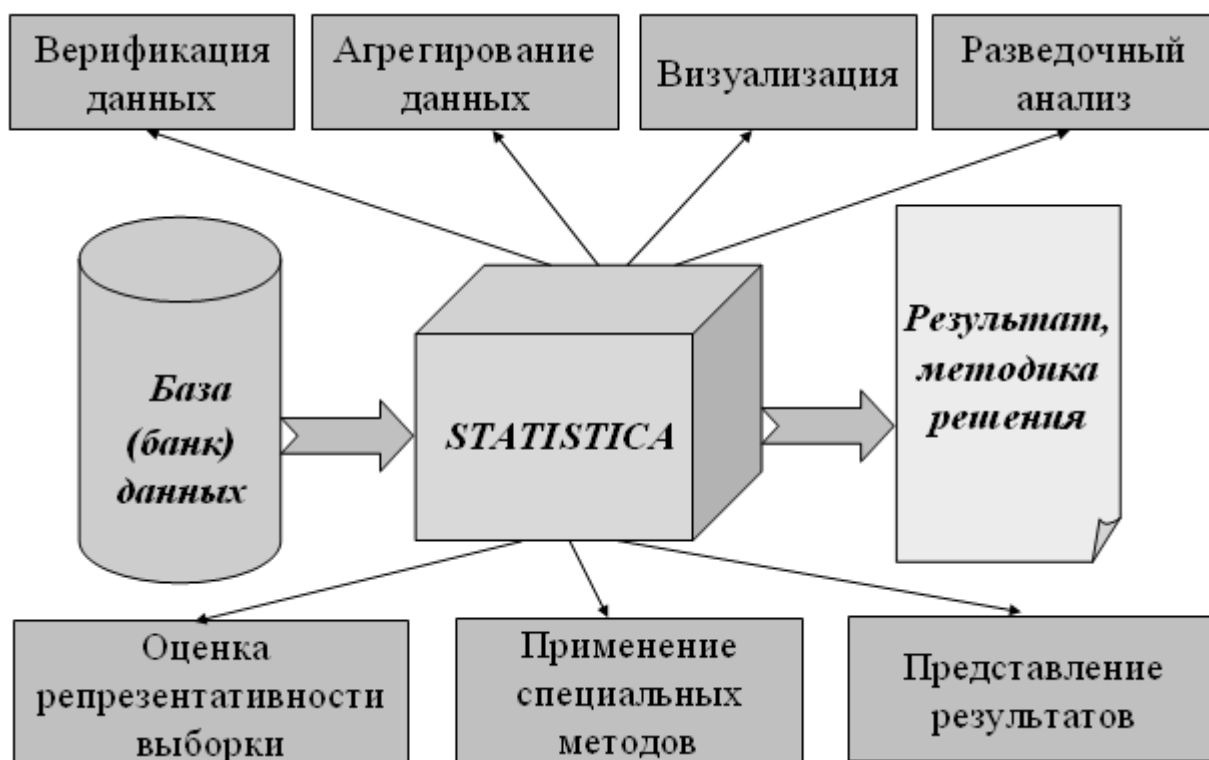 Верификация
данных
Агрегирование
данных
Визуализация
Разведочный
анализ
База
(банк)
данных
STATISTICA
Результат,
методика
решения
Оценка
репрезентативности
выборки
Применение
специальных
методов
Представление
результатов